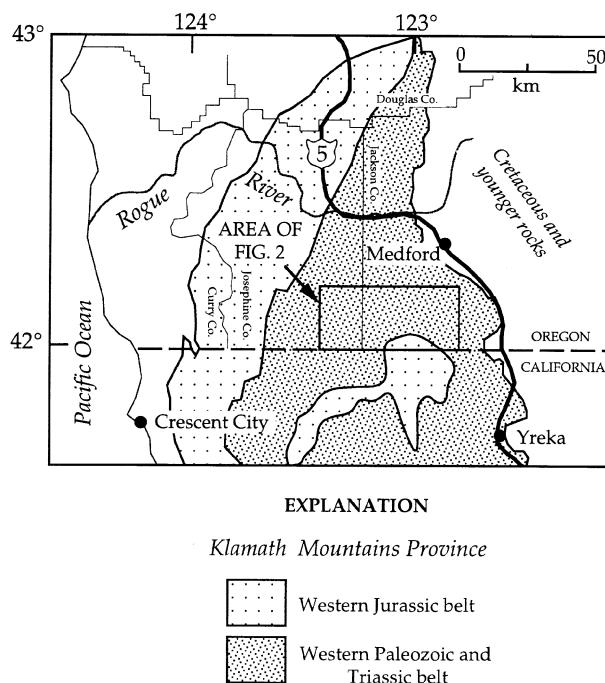 124°
123°
43°
0
50
km
Douglas Co.
5
Jackson Co.
Cretaceous and
younger rocks
Rogue
River
AREA OF
FIG. 2
Medford
Josephine Co.
Curry Co.
42°
OREGON
CALIFORNIA
Pacific Ocean
Crescent City
Yreka
EXPLANATION
Klamath Mountains Province
Western Jurassic belt
Western Paleozoic and
Triassic belt